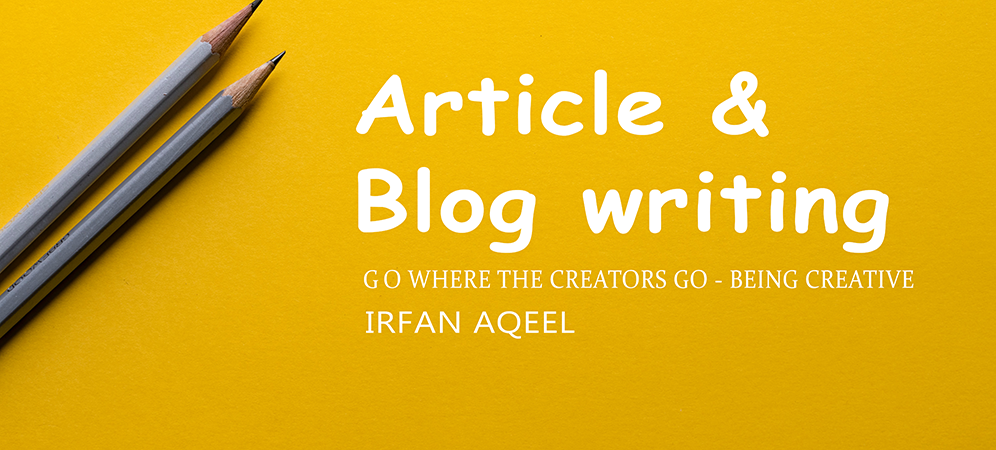 Article &
Blog writing
GO WHERE THE CREATORS GO - BEING CREATIVE
IRFAN AQEEL